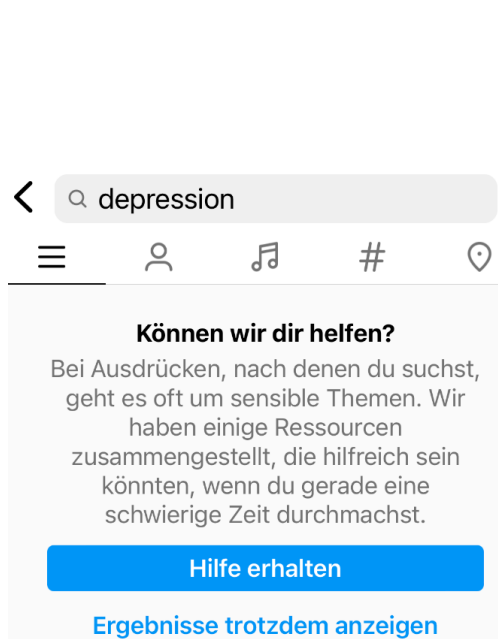 depression
Können wir dir helfen?
Bei Ausdrücken, nach denen du suchst,
geht es oft um sensible Themen. Wir
haben einige Ressourcen
zusammengestellt, die hilfreich sein
könnten, wenn du gerade eine
schwierige Zeit durchmachst.
Hilfe erhalten
Ergebnisse trotzdem anzeigen